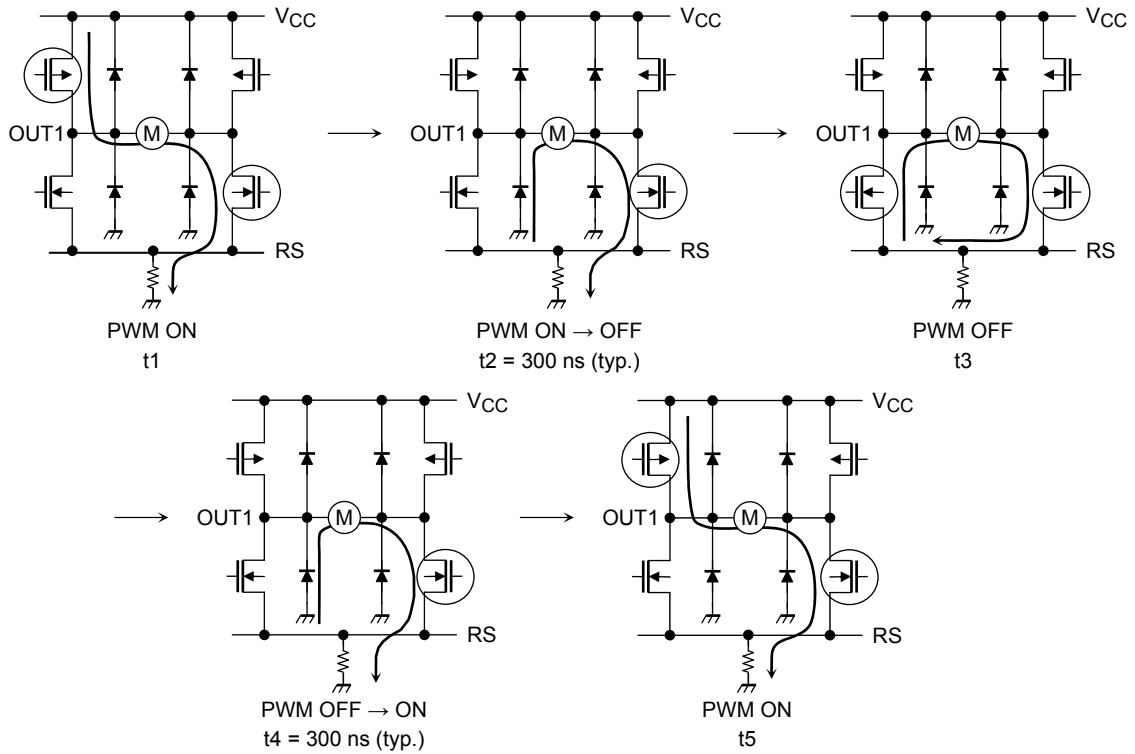 VCC
VCC
VCC
OUT1
M
OUT1
M
OUT1
M
RS
RS
RS
PWM ON
t1
PWM ON → OFF
t2 = 300 ns (typ.)
PWM OFF
t3
VCC
VCC
OUT1
M
OUT1
M
RS
RS
PWM OFF → ON
t4 = 300 ns (typ.)
PWM ON
t5